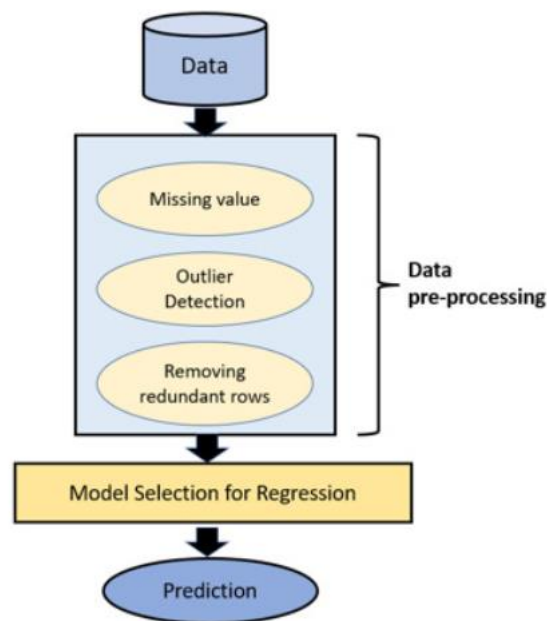 Data
Missing value
Outlier
Detection
Removing
redundant rows
Data
pre-processing
Model Selection for Regression
Prediction